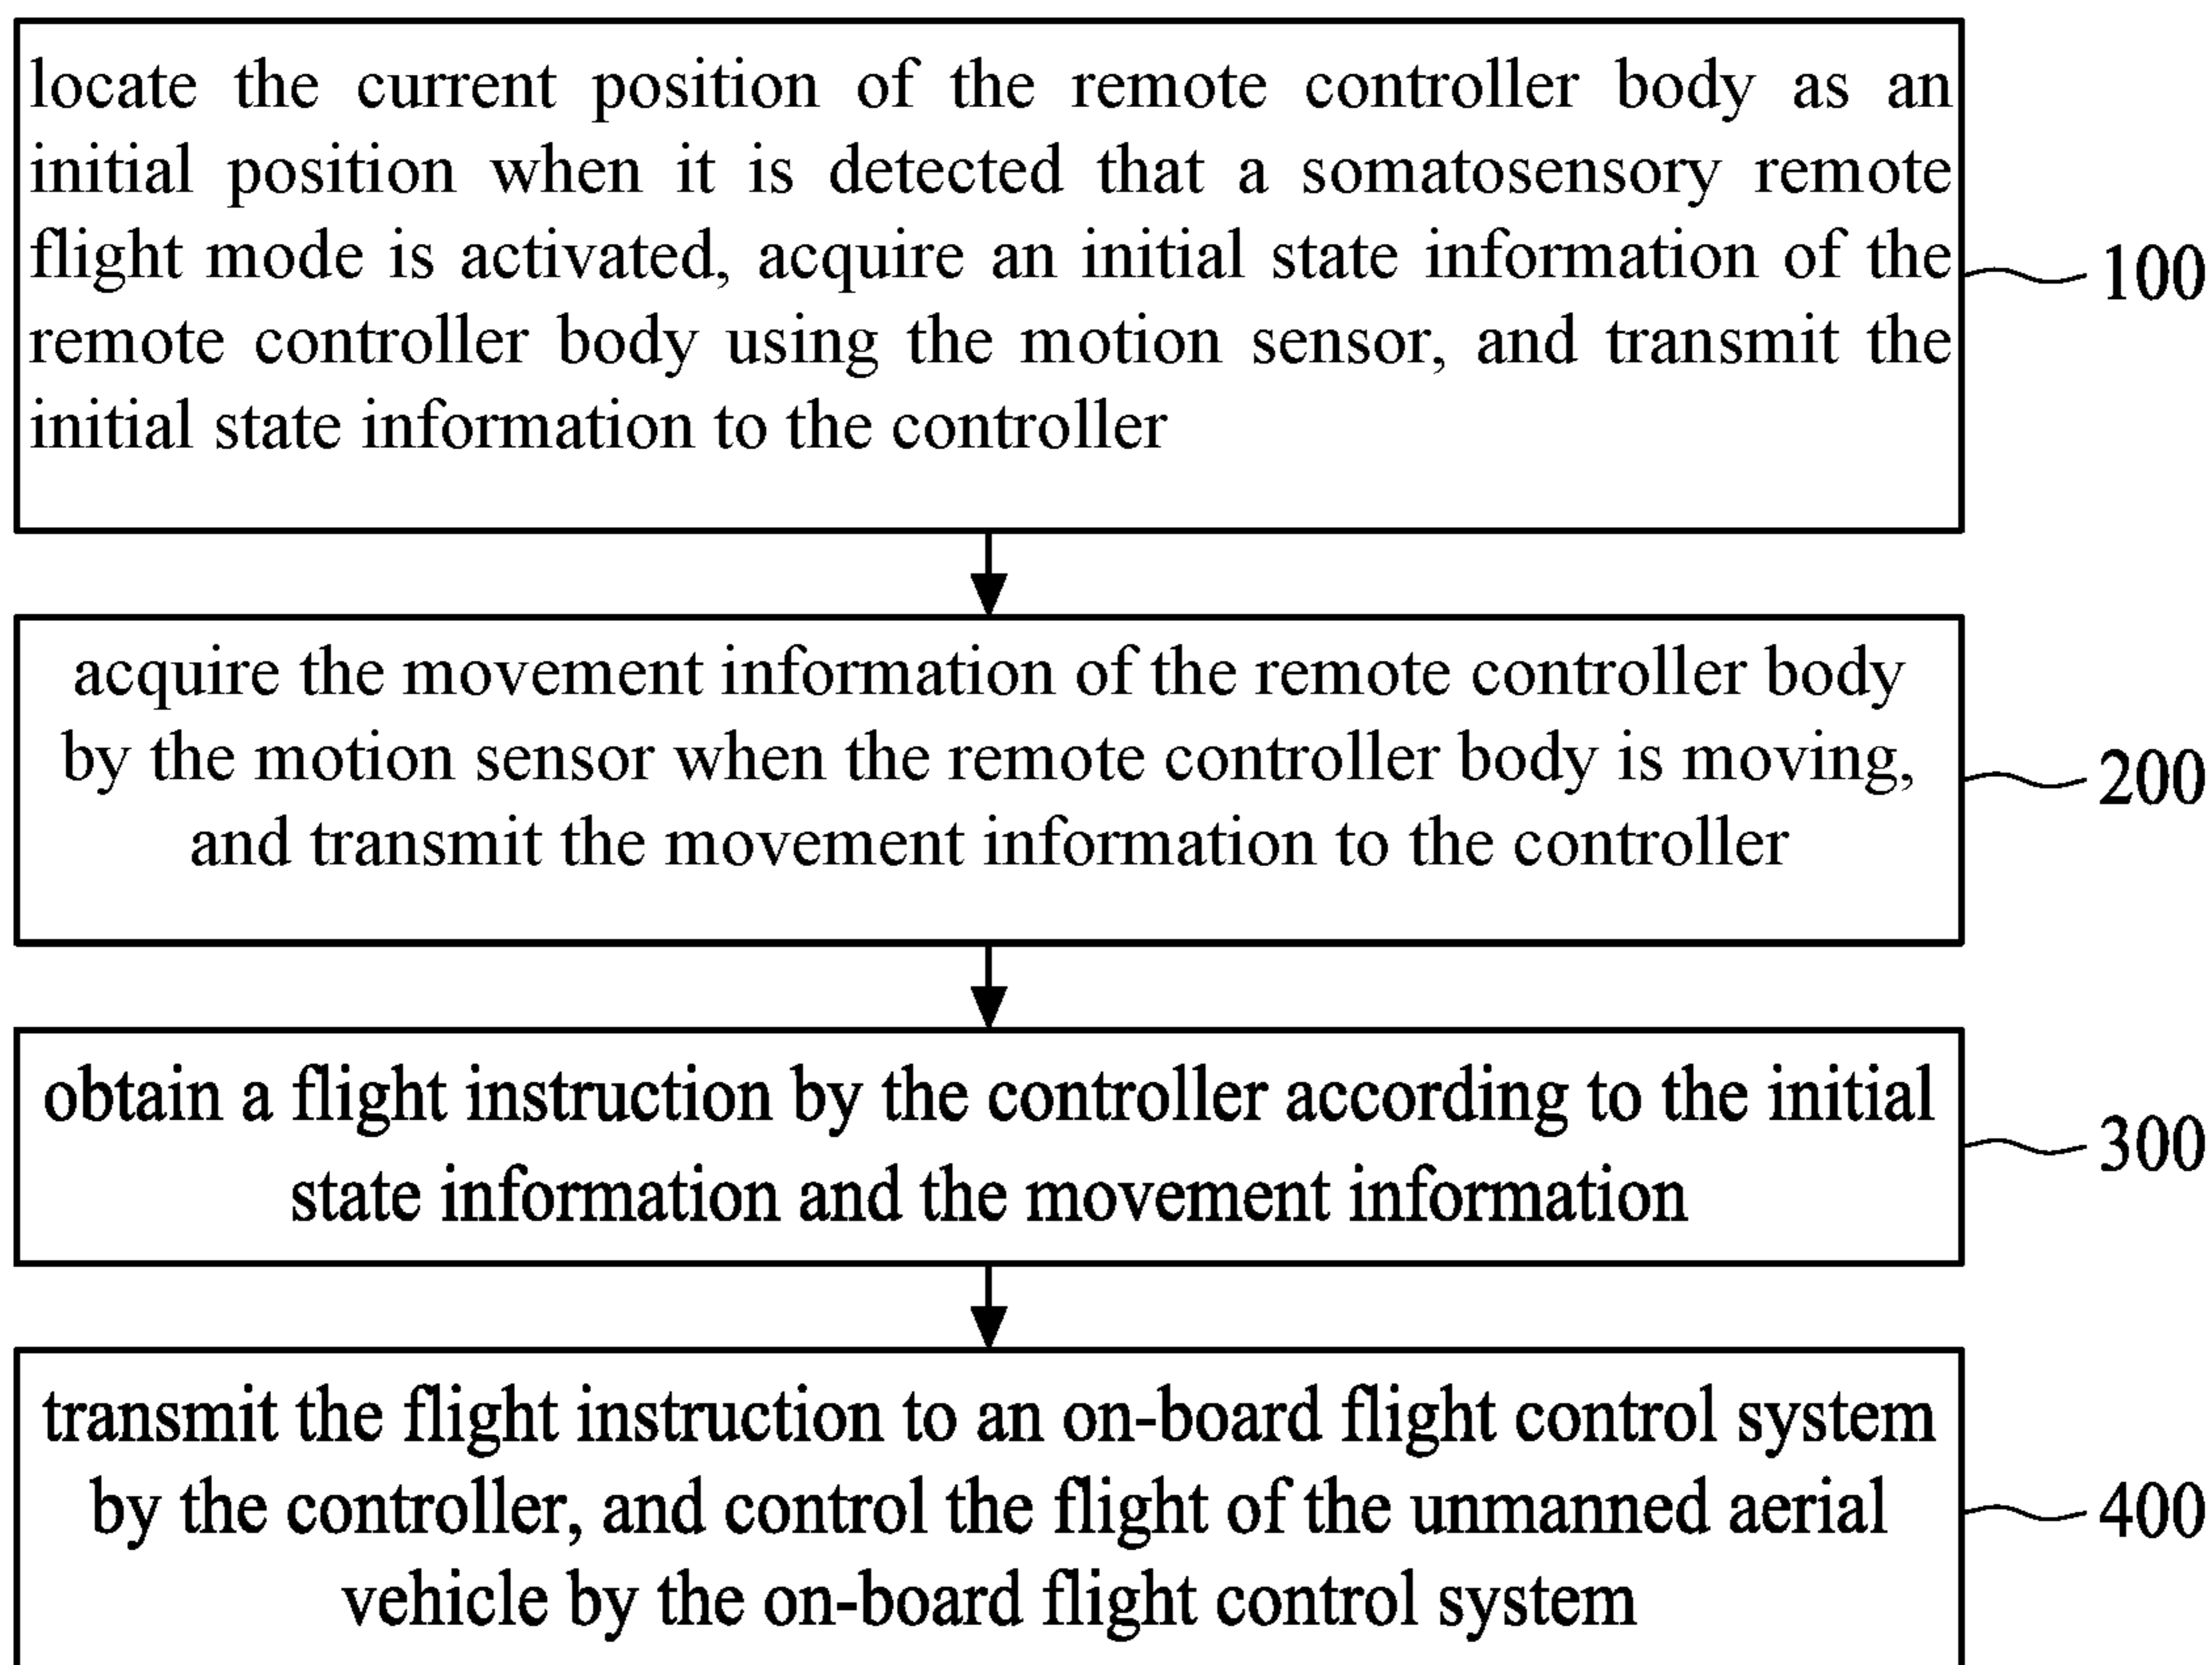 locate the current position of the remote controller body as an
initial position when it is detected that a somatosensory remote
flight mode is activated, acquire an initial state information of the
remote controller body using the motion sensor, and transmit the
initial state information to the controller
100
acquire the movement information of the remote controller body
by the motion sensor when the remote controller body is moving,
and transmit the movement information to the controller
200
obtain a flight instruction by the controller according to the initial
state information and the movement information
300
transmit the flight instruction to an on-board flight control system
by the controller, and control the flight of the unmanned aerial
vehicle by the on-board flight control system
400